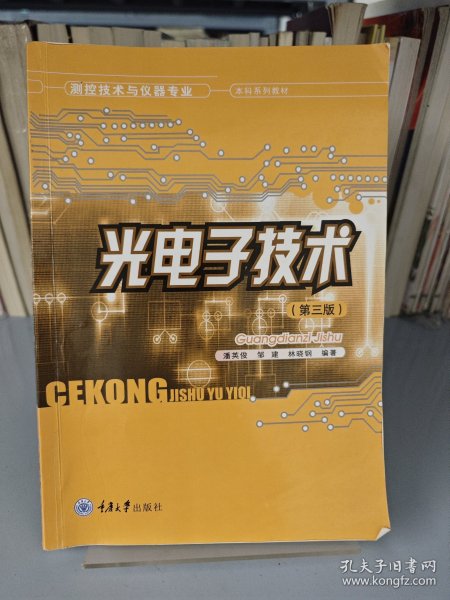 测控技术与仪器专业 本科系列教材
光电子技术
(第三版)
Guangdianzi Jishu
潘英俊 邹 建 林晓钢 编著
CEKONG JISHU YU YIQI
重庆大学出版社
孔夫子旧书网
www.kongfz.com